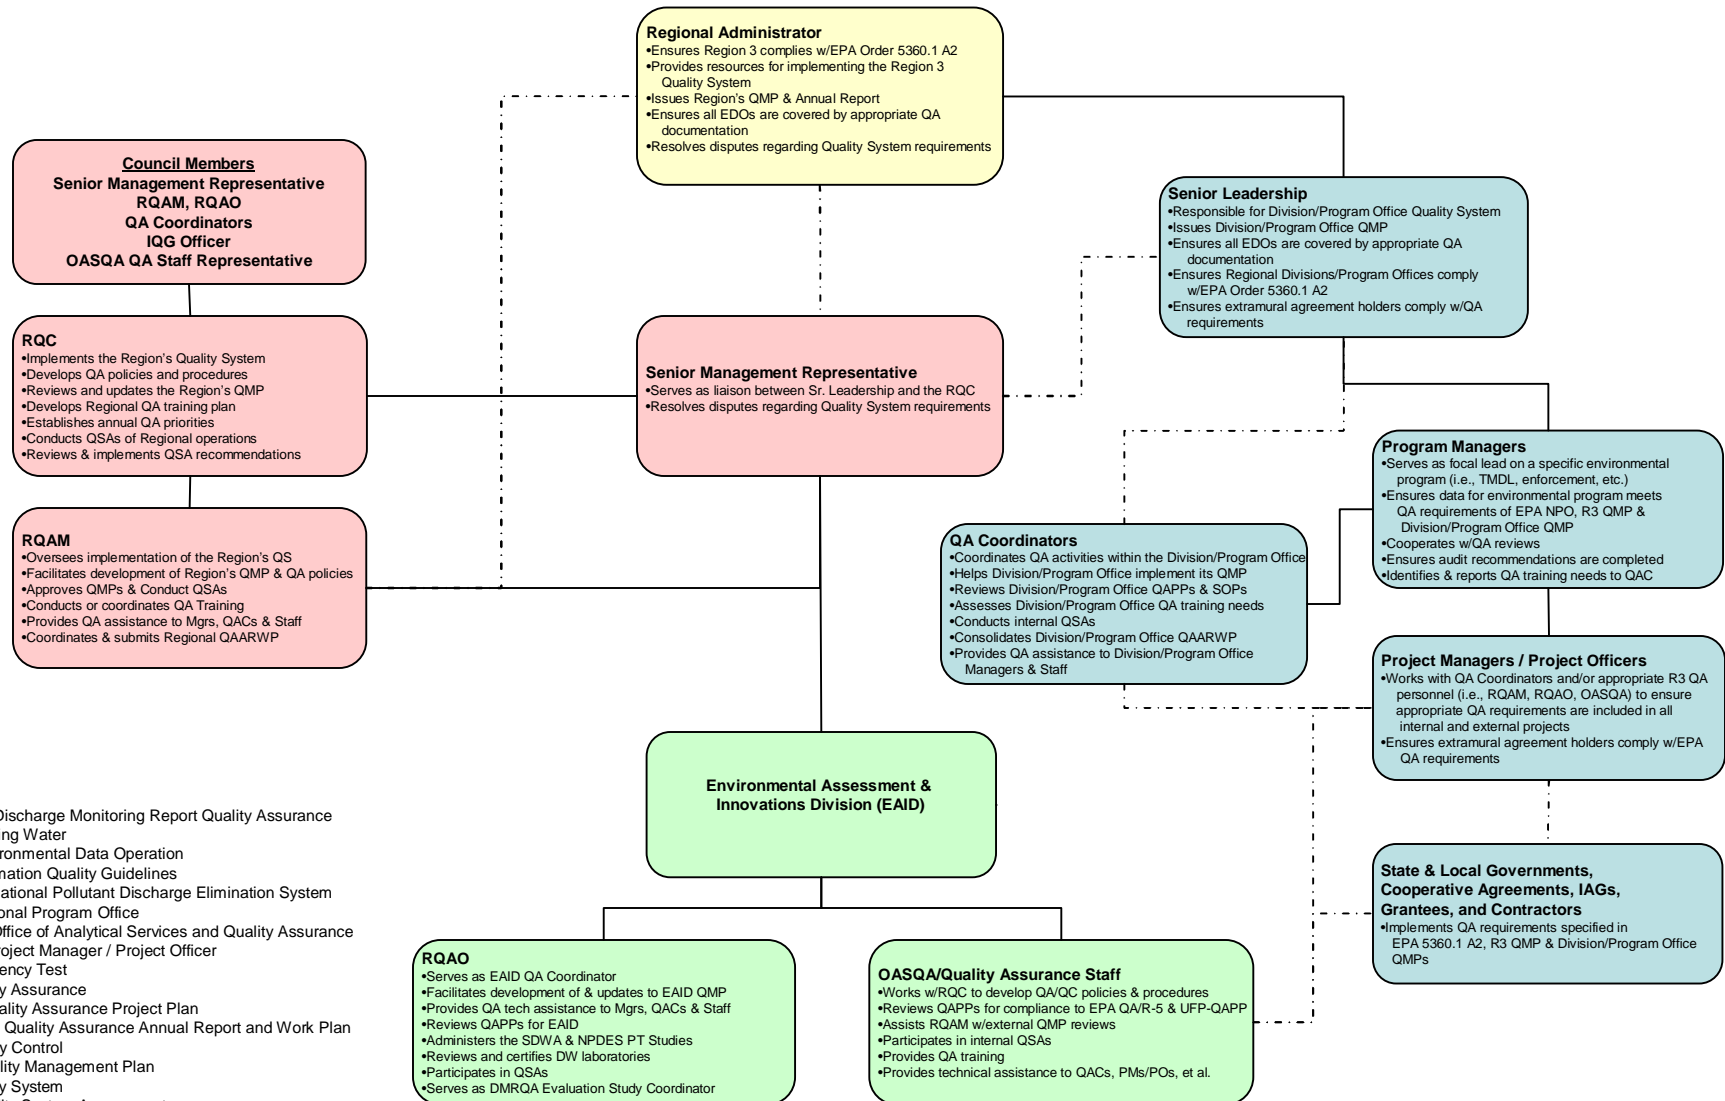 Regional Administrator
•Ensures Region 3 complies w/EPA Order 5360.1 A2
•Provides resources for implementing the Region 3
Quality System
•Issues Region's QMP & Annual Report
•Ensures all EDOs are covered by appropriate QA
documentation
•Resolves disputes regarding Quality System requirements
Council Members
Senior Management Representative
RQAM, RQAO
QA Coordinators
IQG Officer
OASQA QA Staff Representative
Senior Leadership
•Responsible for Division/Program Office Quality System
•Issues Division/Program Office QMP
•Ensures all EDOs are covered by appropriate QA
documentation
•Ensures Regional Divisions/Program Offices comply
w/EPA Order 5360.1 A2
•Ensures extramural agreement holders comply w/QA
requirements
RQC
•Implements the Region's Quality System
•Develops QA policies and procedures
•Reviews and updates the Region's QMP
•Develops Regional QA training plan
•Establishes annual QA priorities
•Conducts QSAs of Regional operations
•Reviews & implements QSA recommendations
Senior Management Representative
•Serves as liaison between Sr. Leadership and the RQC
•Resolves disputes regarding Quality System requirements
Program Managers
•Serves as focal lead on a specific environmental
program (i.e., TMDL, enforcement, etc.)
•Ensures data for environmental program meets
QA requirements of EPA NPO, R3 QMP &
Division/Program Office QMP
•Cooperates w/QA reviews
•Ensures audit recommendations are completed
•Identifies & reports QA training needs to QAC
RQAM
•Oversees implementation of the Region's QS
•Facilitates development of Region's QMP & QA policies
•Approves QMPs & Conduct QSAs
•Conducts or coordinates QA Training
•Provides QA assistance to Mgrs, QACs & Staff
•Coordinates & submits Regional QAARWP
QA Coordinators
•Coordinates QA activities within the Division/Program Office
•Helps Division/Program Office implement its QMP
•Reviews Division/Program Office QAPPs & SOPs
•Assesses Division/Program Office QA training needs
•Conducts internal QSAs
•Consolidates Division/Program Office QAARWP
•Provides QA assistance to Division/Program Office
Managers & Staff
Project Managers / Project Officers
•Works with QA Coordinators and/or appropriate R3 QA
personnel (i.e., RQAM, RQAO, OASQA) to ensure
appropriate QA requirements are included in all
internal and external projects
•Ensures extramural agreement holders comply w/EPA
QA requirements
Environmental Assessment &
Innovations Division (EAID)
State & Local Governments,
Cooperative Agreements, IAGs,
Grantees, and Contractors
•Implements QA requirements specified in
EPA 5360.1 A2, R3 QMP & Division/Program Office
QMPs
Discharge Monitoring Report Quality Assurance
ing Water
ronmental Data Operation
mation Quality Guidelines
ational Pollutant Discharge Elimination System
onal Program Office
ffice of Analytical Services and Quality Assurance
roject Manager / Project Officer
ency Test
y Assurance
ality Assurance Project Plan
Quality Assurance Annual Report and Work Plan
y Control
lity Management Plan
y System
RQAO
•Serves as EAID QA Coordinator
•Facilitates development of & updates to EAID QMP
•Provides QA tech assistance to Mgrs, QACs & Staff
•Reviews QAPPs for EAID
•Administers the SDWA & NPDES PT Studies
•Reviews and certifies DW laboratories
•Participates in QSAs
•Serves as DMRQA Evaluation Study Coordinator
OASQA/Quality Assurance Staff
•Works w/RQC to develop QA/QC policies & procedures
•Reviews QAPPs for compliance to EPA QA/R-5 & UFP-QAPP
•Assists RQAM w/external QMP reviews
•Participates in internal QSAs
•Provides QA training
•Provides technical assistance to QACs, PMs/POs, et al.